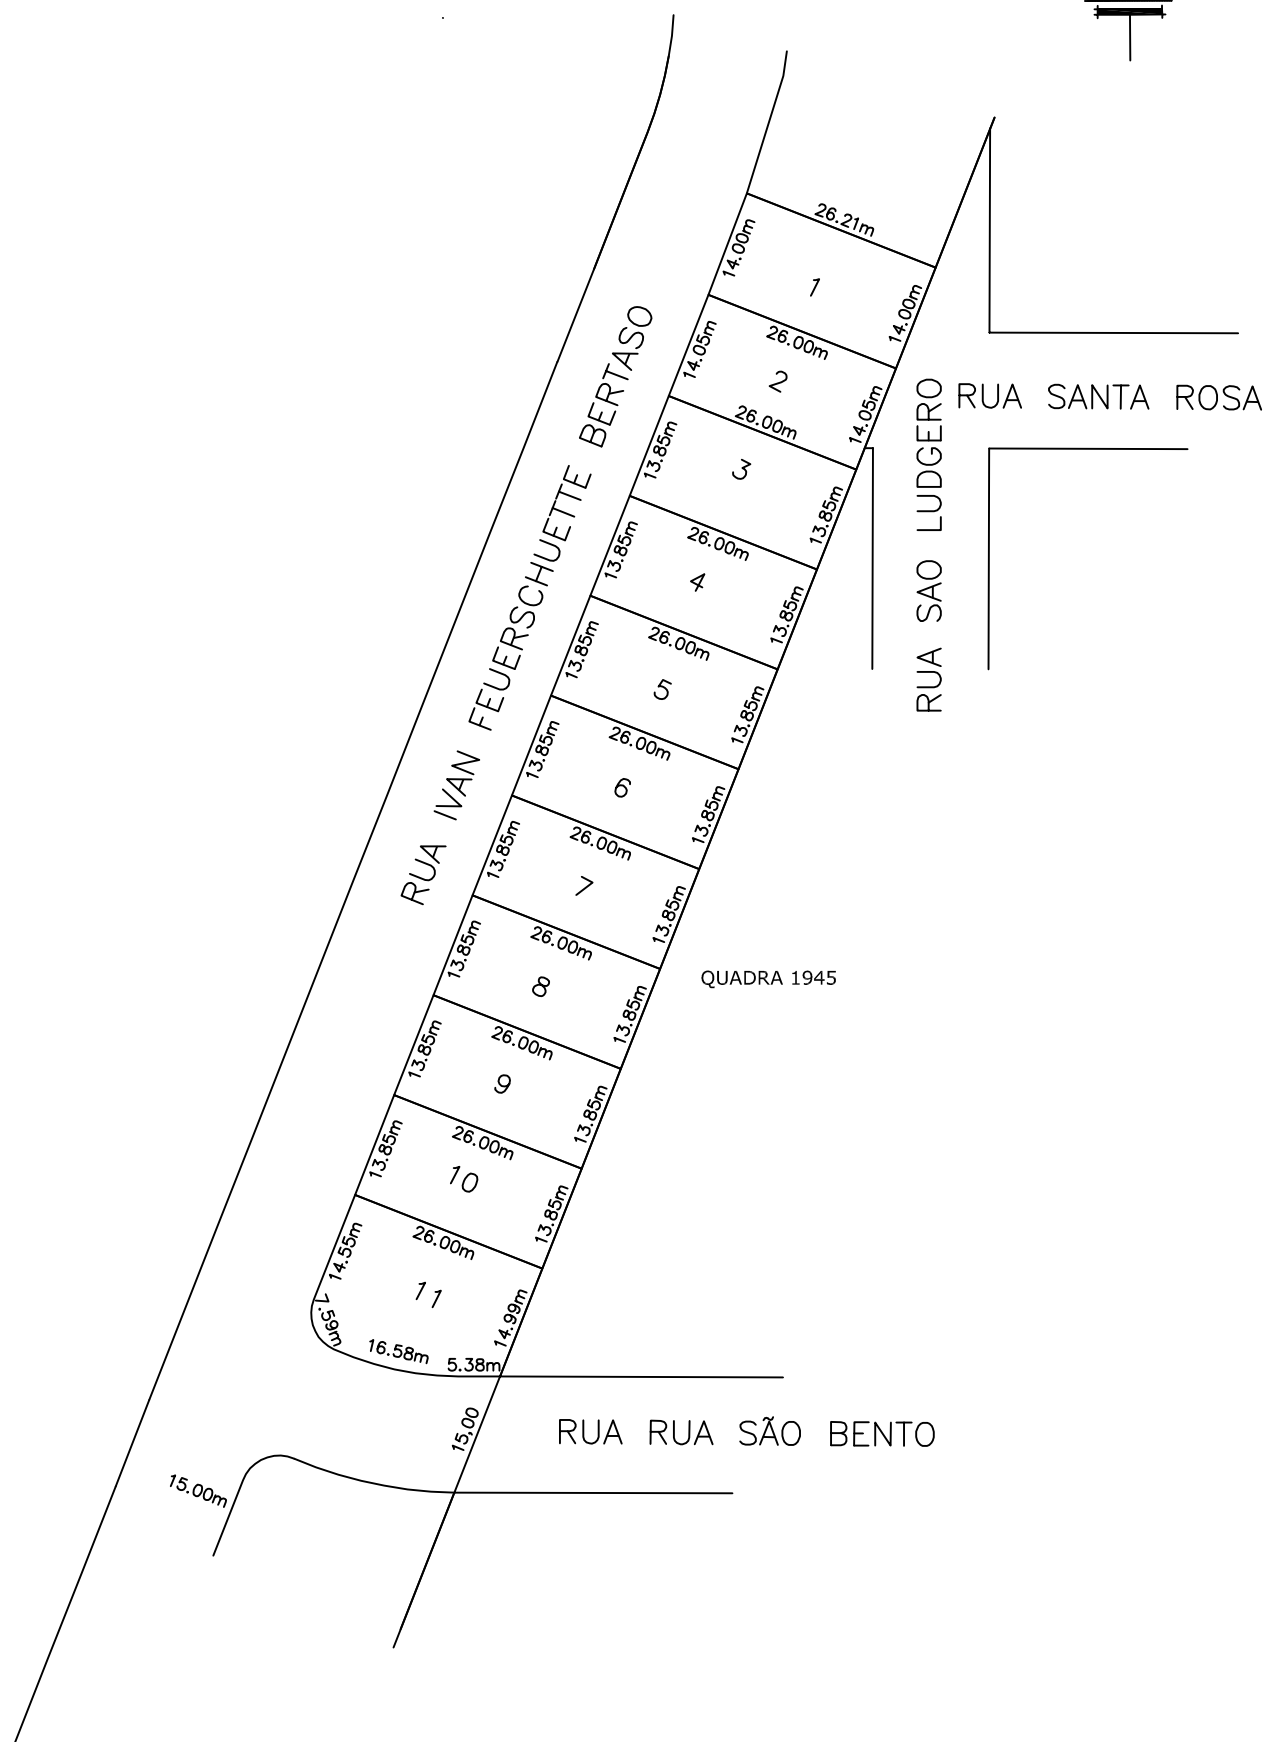 26.21m
14.00m
1
14.00m
14.05m
26.00m
2
14.05m
26.00m
13.85m
3
13.85m
13.85m
26.00m
4
13.85m
13.85m
26.00m
5
13.85m
13.85m
26.00m
6
13.85m
13.85m
26.00m
7
13.85m
13.85m
26.00m
8
13.85m
13.85m
26.00m
9
13.85m
13.85m
26.00m
10
13.85m
14.55m
26.00m
11
14.99m
7.59m
16.58m
5.38m
15,00
15.00m
RUA IVAN FEUERSCHUETTE BERTASO
RUA SANTA ROSA
RUA SAO LUDGERO
QUADRA 1945
RUA RUA SÃO BENTO